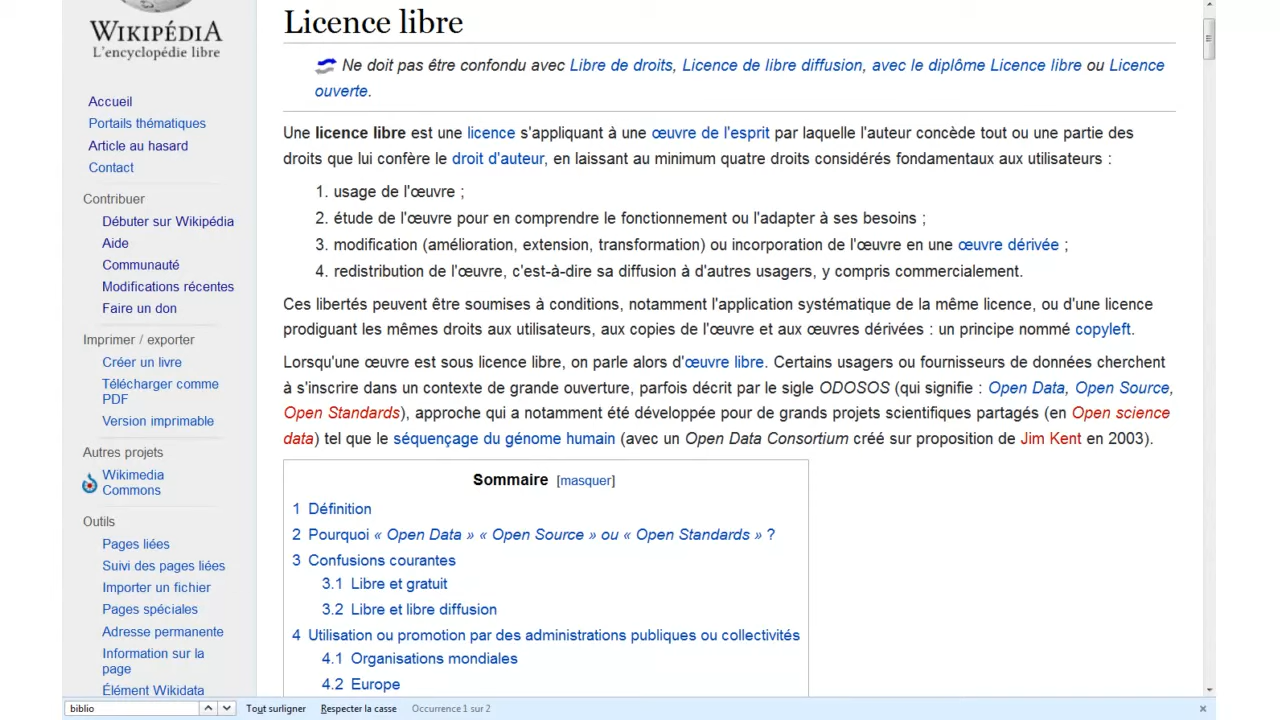 WIKIPÉDIA
L'encyclopédie libre
Accueil
Portails thématiques
Article au hasard
Contact
Contribuer
Débuter sur Wikipédia
Aide
Communauté
Modifications récentes
Faire un don
Imprimer / exporter
Créer un livre
Télécharger comme
PDF
Version imprimable
Autres projets
Wikimedia
Commons
Outils
Pages liées
Suivi des pages liées
Importer un fichier
Pages spéciales
Adresse permanente
Information sur la
page
Élément Wikidata
Licence libre
Ne doit pas être confondu avec Libre de droits, Licence de libre diffusion, avec le diplôme Licence libre ou Licence
ouverte.
Une licence libre est une licence s'appliquant à une œuvre de l'esprit par laquelle l'auteur concède tout ou une partie des
droits que lui confère le droit d'auteur, en laissant au minimum quatre droits considérés fondamentaux aux utilisateurs :
1. usage de l'œuvre ;
2. étude de l'œuvre pour en comprendre le fonctionnement ou l'adapter à ses besoins ;
3. modification (amélioration, extension, transformation) ou incorporation de l'œuvre en une œuvre dérivée ;
4. redistribution de l'œuvre, c'est-à-dire sa diffusion à d'autres usagers, y compris commercialement.
Ces libertés peuvent être soumises à conditions, notamment l'application systématique de la même licence, ou d'une licence
prodiguant les mêmes droits aux utilisateurs, aux copies de l'œuvre et aux œuvres dérivées : un principe nommé copyleft.
Lorsqu'une œuvre est sous licence libre, on parle alors d'œuvre libre. Certains usagers ou fournisseurs de données cherchent
à s'inscrire dans un contexte de grande ouverture, parfois décrit par le sigle ODOSOS (qui signifie : Open Data, Open Source,
Open Standards), approche qui a notamment été développée pour de grands projets scientifiques partagés (en Open science
data) tel que le séquençage du génome humain (avec un Open Data Consortium créé sur proposition de Jim Kent en 2003).
Sommaire [masquer]
1 Définition
2 Pourquoi « Open Data » « Open Source » ou « Open Standards » ?
3 Confusions courantes
3.1 Libre et gratuit
3.2 Libre et libre diffusion
4 Utilisation ou promotion par des administrations publiques ou collectivités
4.1 Organisations mondiales
4.2 Europe
biblio Tout surligner Respecter la casse Occurrence 1 sur 2